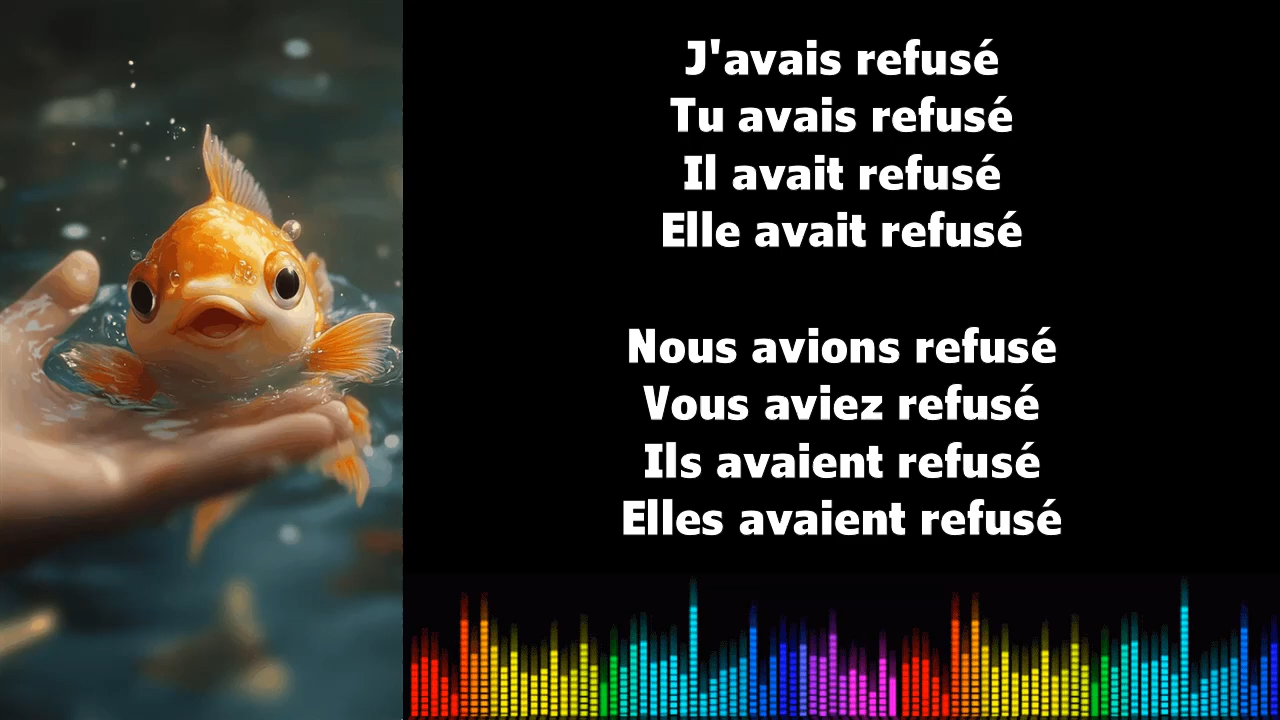 J'avais refusé
Tu avais refusé
Il avait refusé
Elle avait refusé
Nous avions refusé
Vous aviez refusé
Ils avaient refusé
Elles avaient refusé